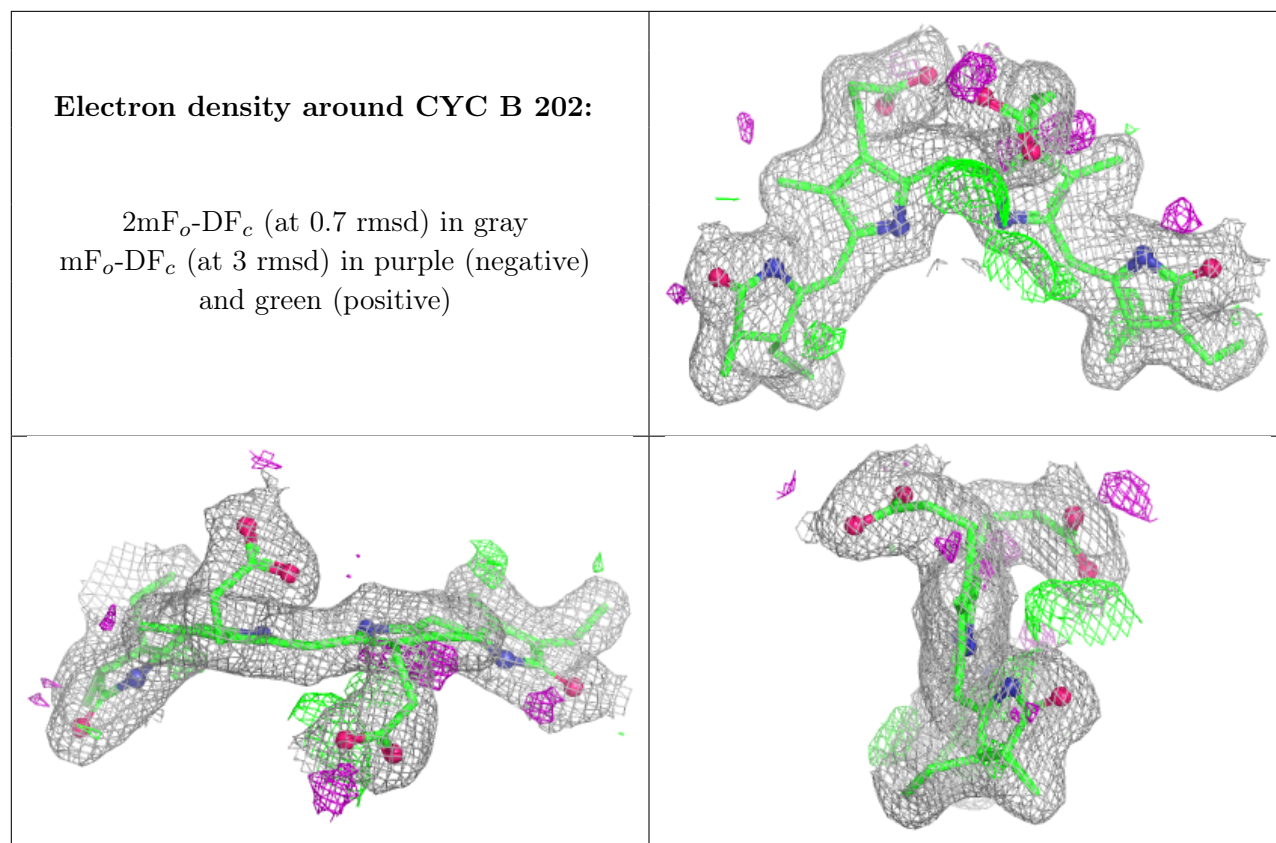 Electron density around CYC B 202:
2mFo-DFc (at 0.7 rmsd) in gray
mFo-DFc (at 3 rmsd) in purple (negative)
and green (positive)